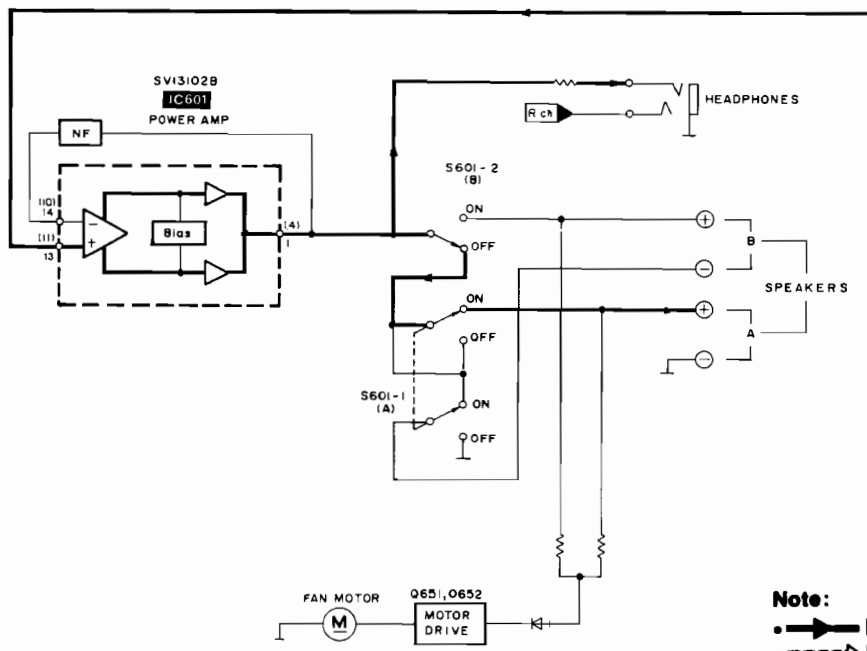 SVI3102B
IC601
POWER AMP
NF
(10)
14
(11)
13
Bias
(4)
1
HEADPHONES
R ch
S601-2
(B)
ON
OFF
+
B
-
SPEAKERS
ON
+
A
OFF
-
S601-1
(A)
ON
OFF
FAN MOTOR
M
Q651, Q652
MOTOR
DRIVE
Note: